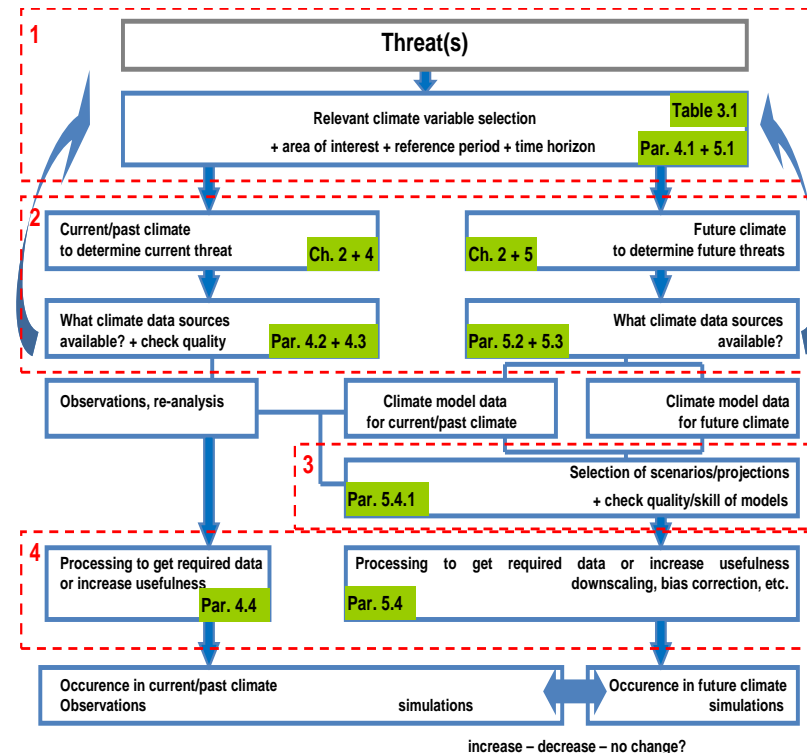 1
Threat(s)
Relevant climate variable selection
+ area of interest + reference period + time horizon
Table 3.1
Par. 4.1 + 5.1
2
Current/past climate
to determine current threat
Ch. 2 + 4
Future climate
to determine future threats
Ch. 2 + 5
What climate data sources
available? + check quality
Par. 4.2 + 4.3
What climate data sources
available?
Par. 5.2 + 5.3
Observations, re-analysis
Climate model data
for current/past climate
Climate model data
for future climate
3
Selection of scenarios/projections
+ check quality/skill of models
Par. 5.4.1
4
Processing to get required data
or increase usefulness
Par. 4.4
Processing to get required data or increase usefulness
downscaling, bias correction, etc.
Par. 5.4
Occurence in current/past climate
Observations simulations
Occurence in future climate
simulations
increase – decrease – no change?